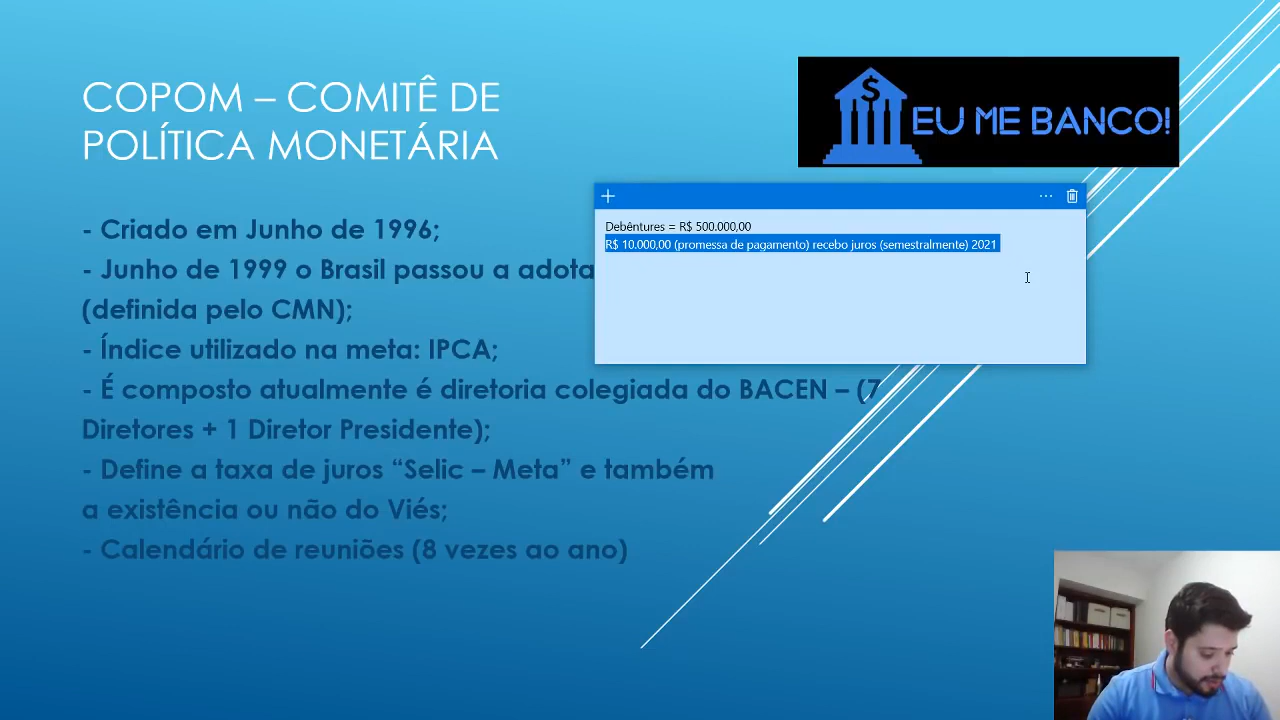 COPOM – COMITÊ DE
POLÍTICA MONETÁRIA
$ EU ME BANCO!
Debêntures = R$ 500.000,00
R$ 10.000,00 (promessa de pagamento) recebo juros (semestralmente) 2021
- Criado em Junho de 1996;
- Junho de 1999 o Brasil passou a adota
(definida pelo CMN);
- Índice utilizado na meta: IPCA;
- É composto atualmente é diretoria colegiada do BACEN – (7
Diretores + 1 Diretor Presidente);
- Define a taxa de juros “Selic – Meta” e também
a existência ou não do Viés;
- Calendário de reuniões (8 vezes ao ano)